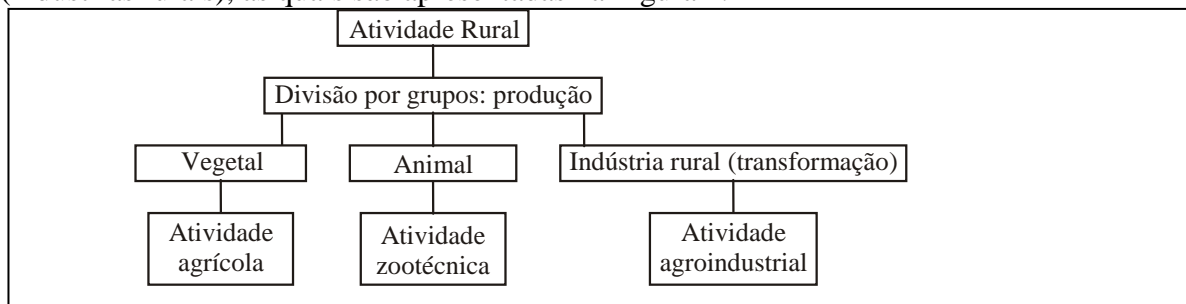 Atividade Rural
Divisão por grupos: produção
Vegetal
Animal
Indústria rural (transformação)
Atividade
agrícola
Atividade
zootécnica
Atividade
agroindustrial